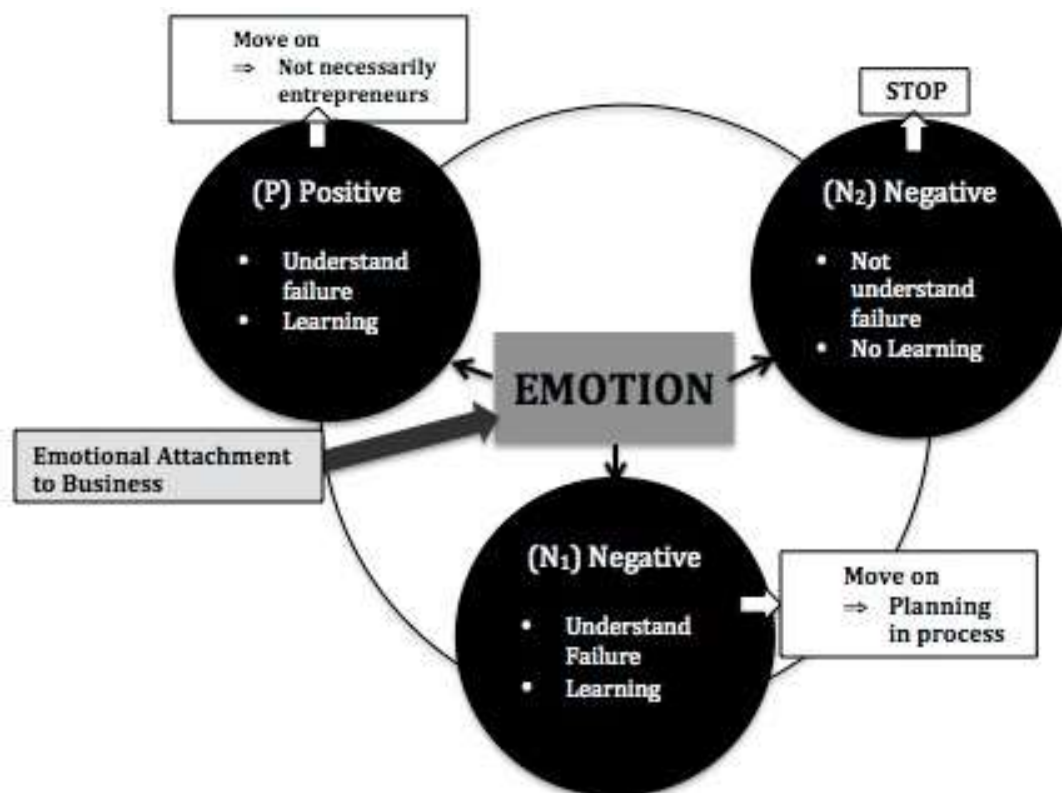 Move on
⇒ Not necessarily
entrepreneurs
STOP
(P) Positive
• Understand
failure
• Learning
(N₂) Negative
• Not
understand
failure
• No Learning
EMOTION
Emotional Attachment
to Business
(N₁) Negative
• Understand
Failure
• Learning
Move on
⇒ Planning
in process